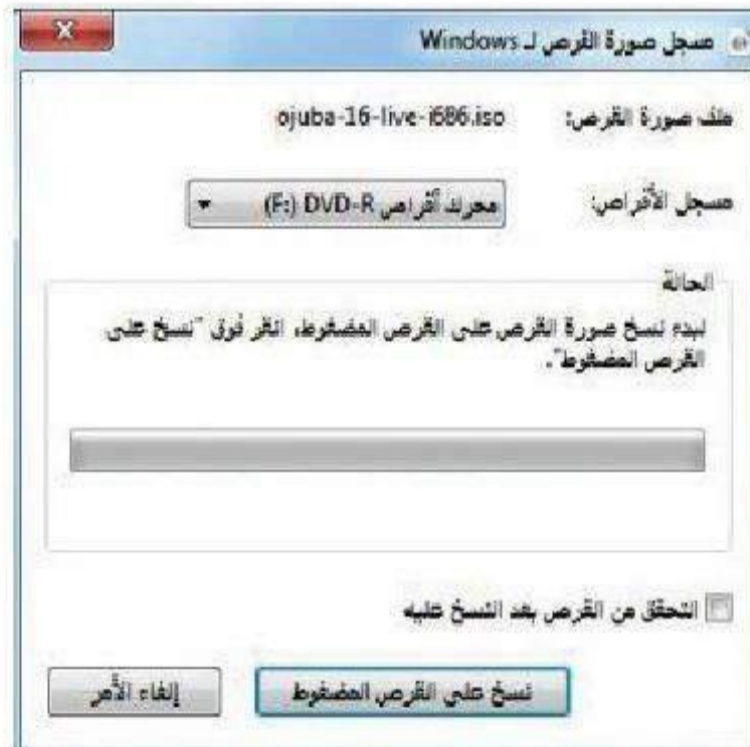 مسجل صورة القرص لـ Windows
ملف صورة القرص: ojuba-16-live-i686.iso
مسجل الأقراص: محرك أقراص DVD-R (F:)
الحالة
لبدء نسخ صورة القرص على القرص المضغوط، انقر فوق "نسخ على
القرص المضغوط".
التحقق من القرص بعد النسخ عليه
نسخ على القرص المضغوط إلغاء الأمر